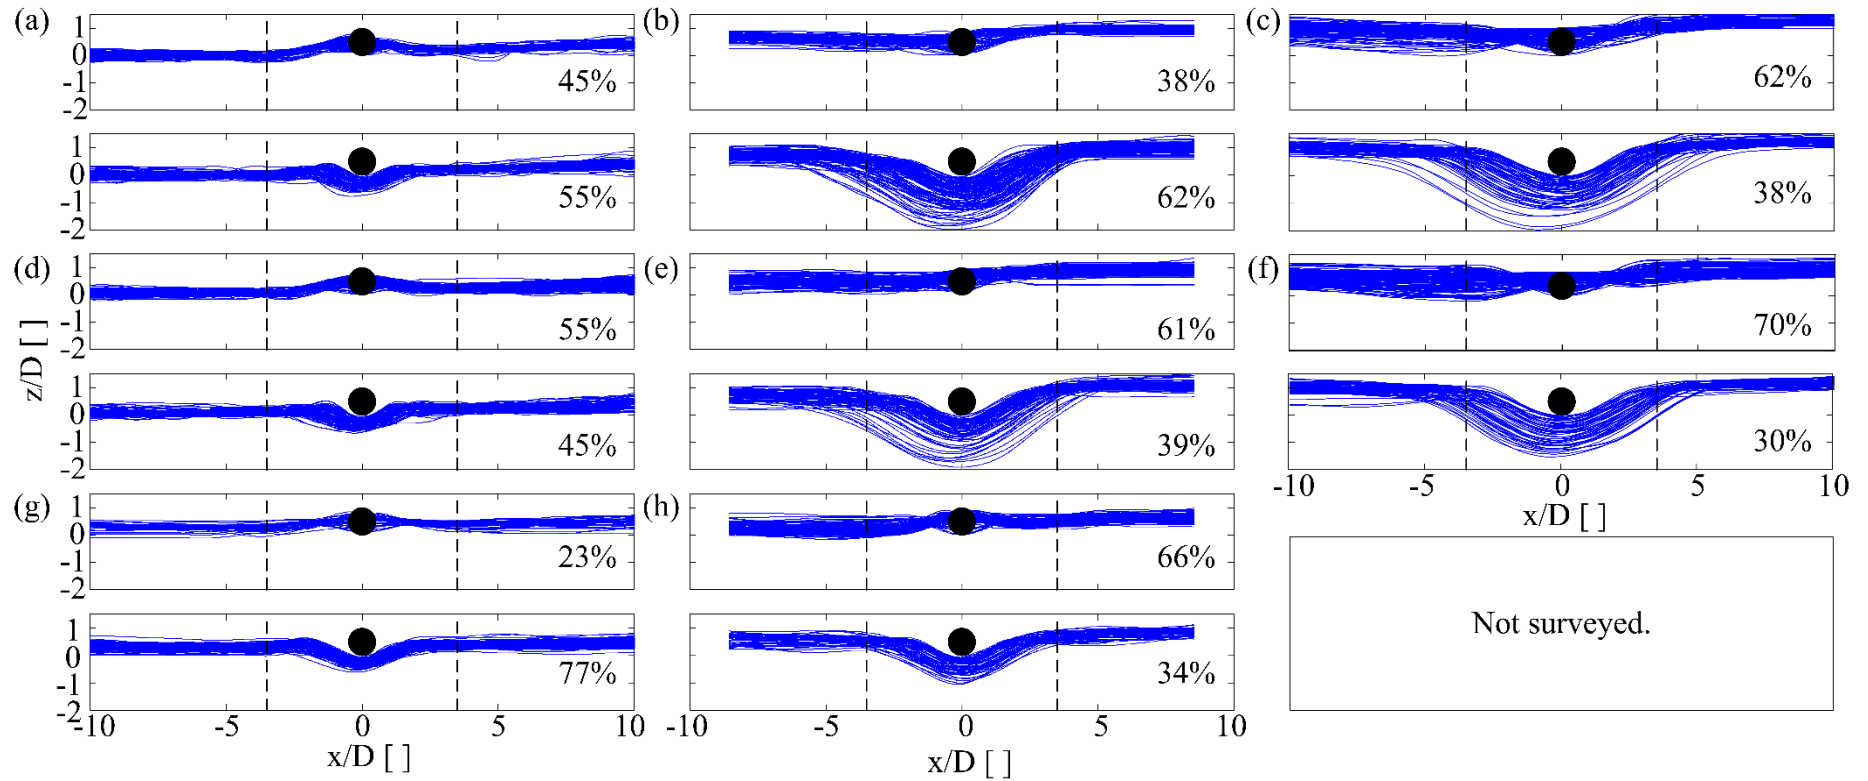 (a)
1
0
-1
-2
45%
(b)
38%
(c)
62%
1
0
-1
-2
55%
62%
38%
(d)
1
0
-1
-2
55%
(e)
61%
(f)
70%
z/D [ ]
1
0
-1
-2
45%
39%
30%
-10 -5 0 5 10
x/D [ ]
(g)
1
0
-1
-2
23%
(h)
66%
1
0
-1
-2
77%
34%
Not surveyed.
-10 -5 0 5 10
x/D [ ]
-10 -5 0 5 10
x/D [ ]